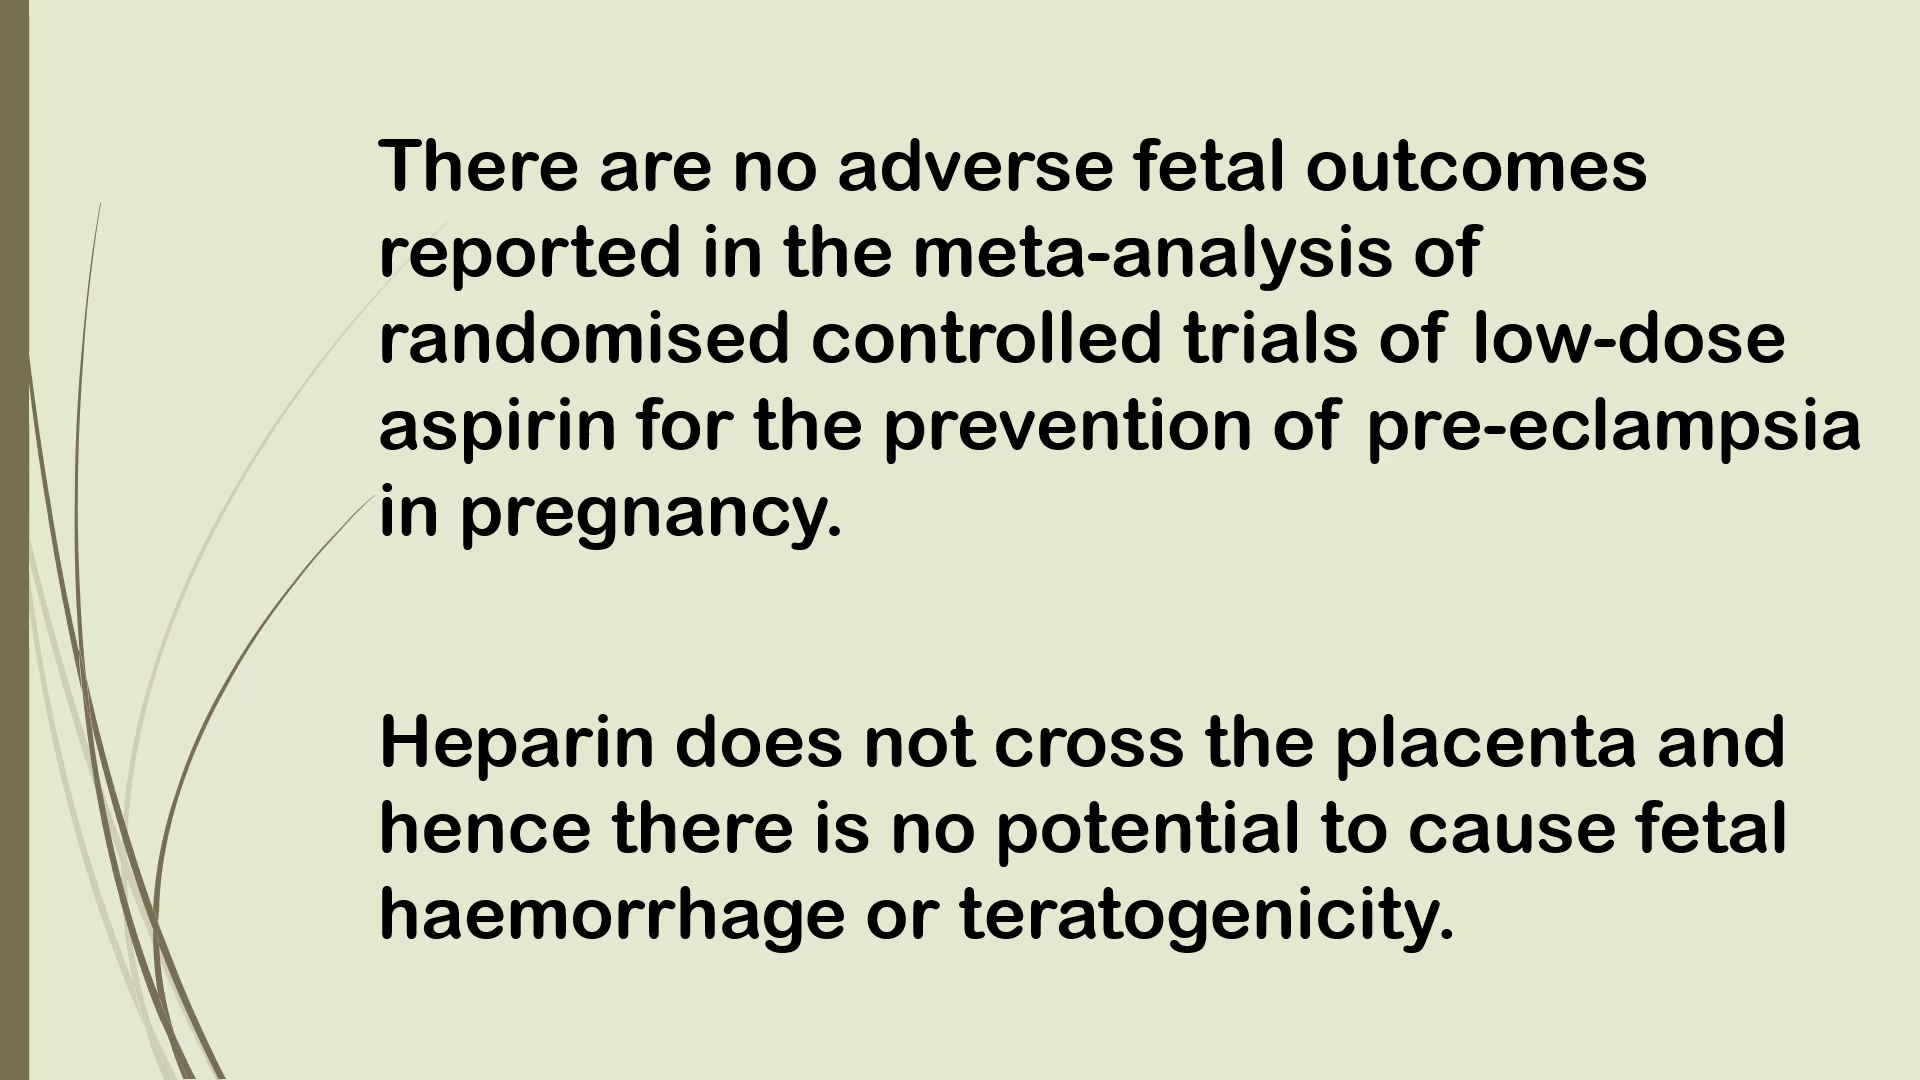 There are no adverse fetal outcomes
reported in the meta-analysis of
randomised controlled trials of low-dose
aspirin for the prevention of pre-eclampsia
in pregnancy.
Heparin does not cross the placenta and
hence there is no potential to cause fetal
haemorrhage or teratogenicity.